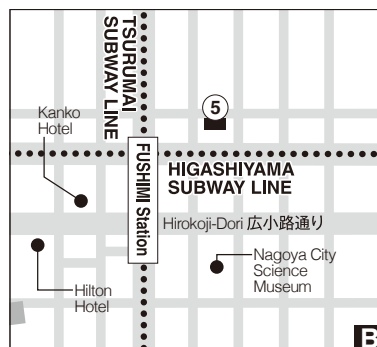 TSURUMAI
SUBWAY LINE
5
Kanko
Hotel
FUSHIMI Station
HIGASHIYAMA
SUBWAY LINE
Hirokoji-Dori 広小路通り
Nagoya City
Science
Museum
Hilton
Hotel
B